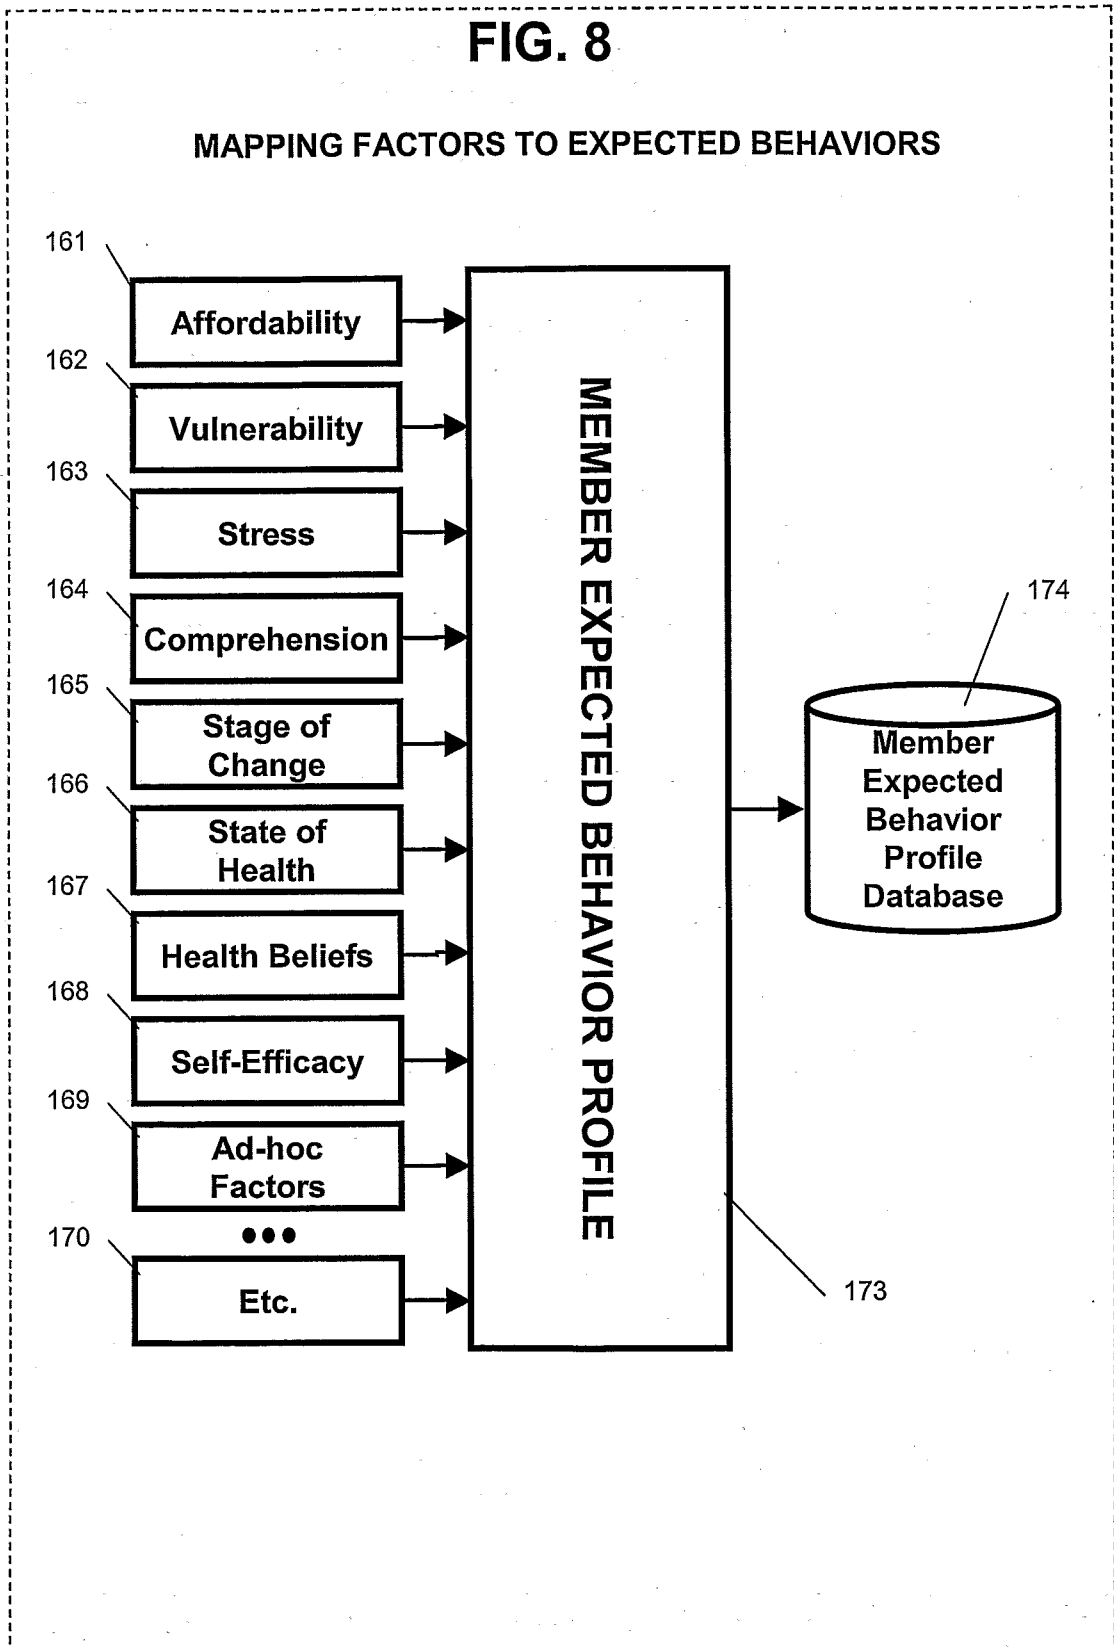 FIG. 8
MAPPING FACTORS TO EXPECTED BEHAVIORS
161
Affordability
162
Vulnerability
163
Stress
164
Comprehension
165
Stage of
Change
166
State of
Health
167
Health Beliefs
168
Self-Efficacy
169
Ad-hoc
Factors
•••
170
Etc.
MEMBER EXPECTED BEHAVIOR PROFILE
173
174
Member
Expected
Behavior
Profile
Database